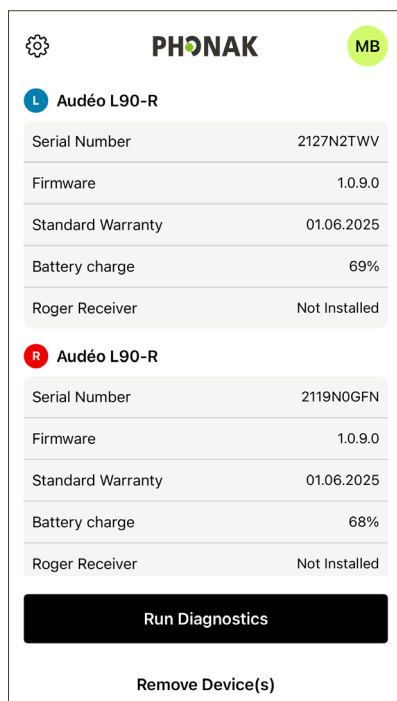 PHONAK
MB
L Audéo L90-R
Serial Number 2127N2TWV
Firmware 1.0.9.0
Standard Warranty 01.06.2025
Battery charge 69%
Roger Receiver Not Installed
R Audéo L90-R
Serial Number 2119N0GFN
Firmware 1.0.9.0
Standard Warranty 01.06.2025
Battery charge 68%
Roger Receiver Not Installed
Run Diagnostics
Remove Device(s)